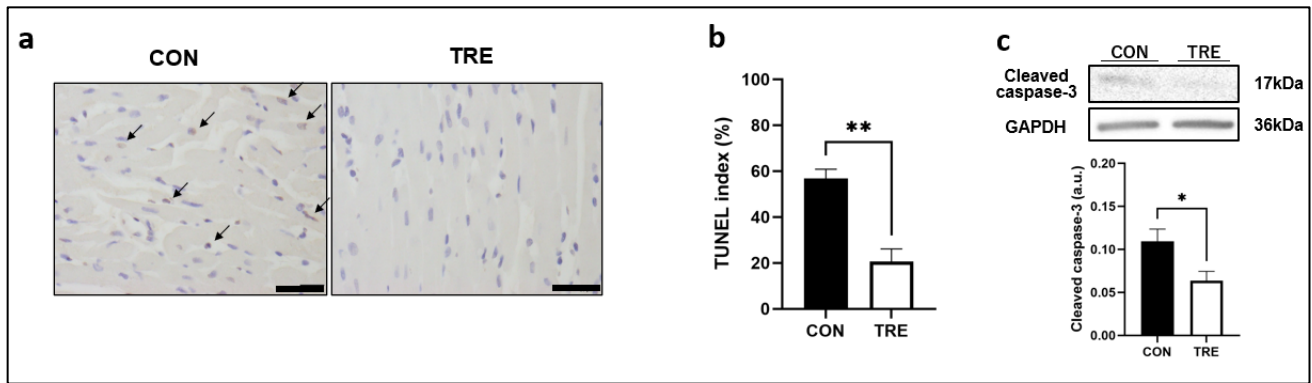 a
CON
TRE
b
TUNEL index (%)
100
80
60
40
20
0
**
CON
TRE
c
CON
TRE
Cleaved
caspase-3
17kDa
GAPDH
36kDa
Cleaved caspase-3 (a.u.)
0.20
0.15
0.10
0.05
0.00
*
CON
TRE